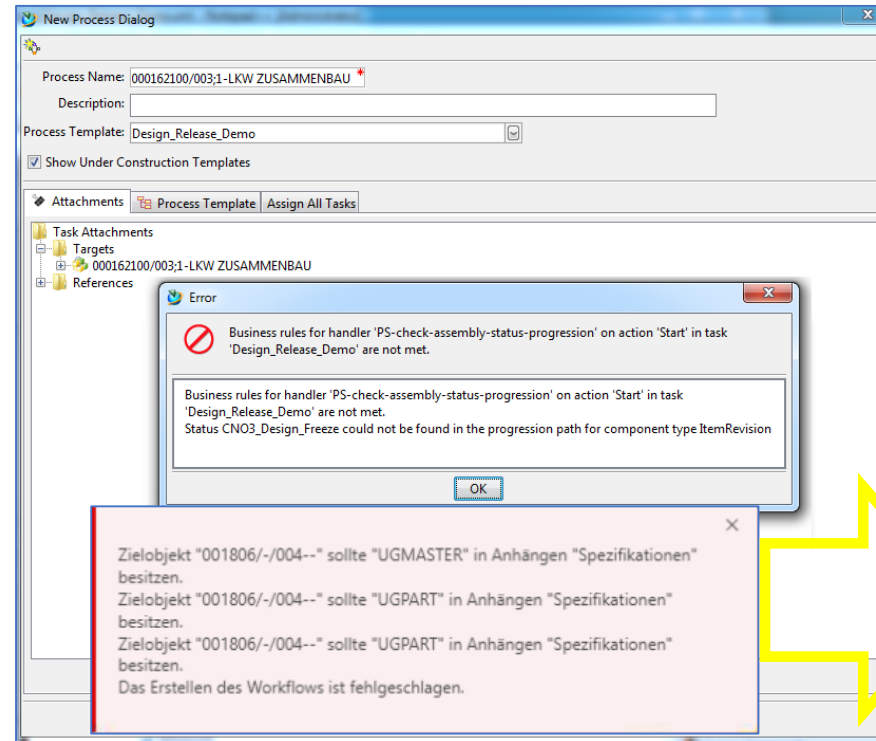 New Process Dialog
Process Name: 000162100/003;1-LKW ZUSAMMENBAU *
Description:
Process Template: Design_Release_Demo
Show Under Construction Templates
Attachments Process Template Assign All Tasks
Task Attachments
Targets
000162100/003;1-LKW ZUSAMMENBAU
References
Error
Business rules for handler 'PS-check-assembly-status-progression' on action 'Start' in task
'Design_Release_Demo' are not met.
Business rules for handler 'PS-check-assembly-status-progression' on action 'Start' in task
'Design_Release_Demo' are not met.
Status CNO3_Design_Freeze could not be found in the progression path for component type ItemRevision
OK
Zielobjekt "001806/-/004--" sollte "UGMASTER" in Anhängen "Spezifikationen"
besitzen.
Zielobjekt "001806/-/004--" sollte "UGPART" in Anhängen "Spezifikationen"
besitzen.
Zielobjekt "001806/-/004--" sollte "UGPART" in Anhängen "Spezifikationen"
besitzen.
Das Erstellen des Workflows ist fehlgeschlagen.